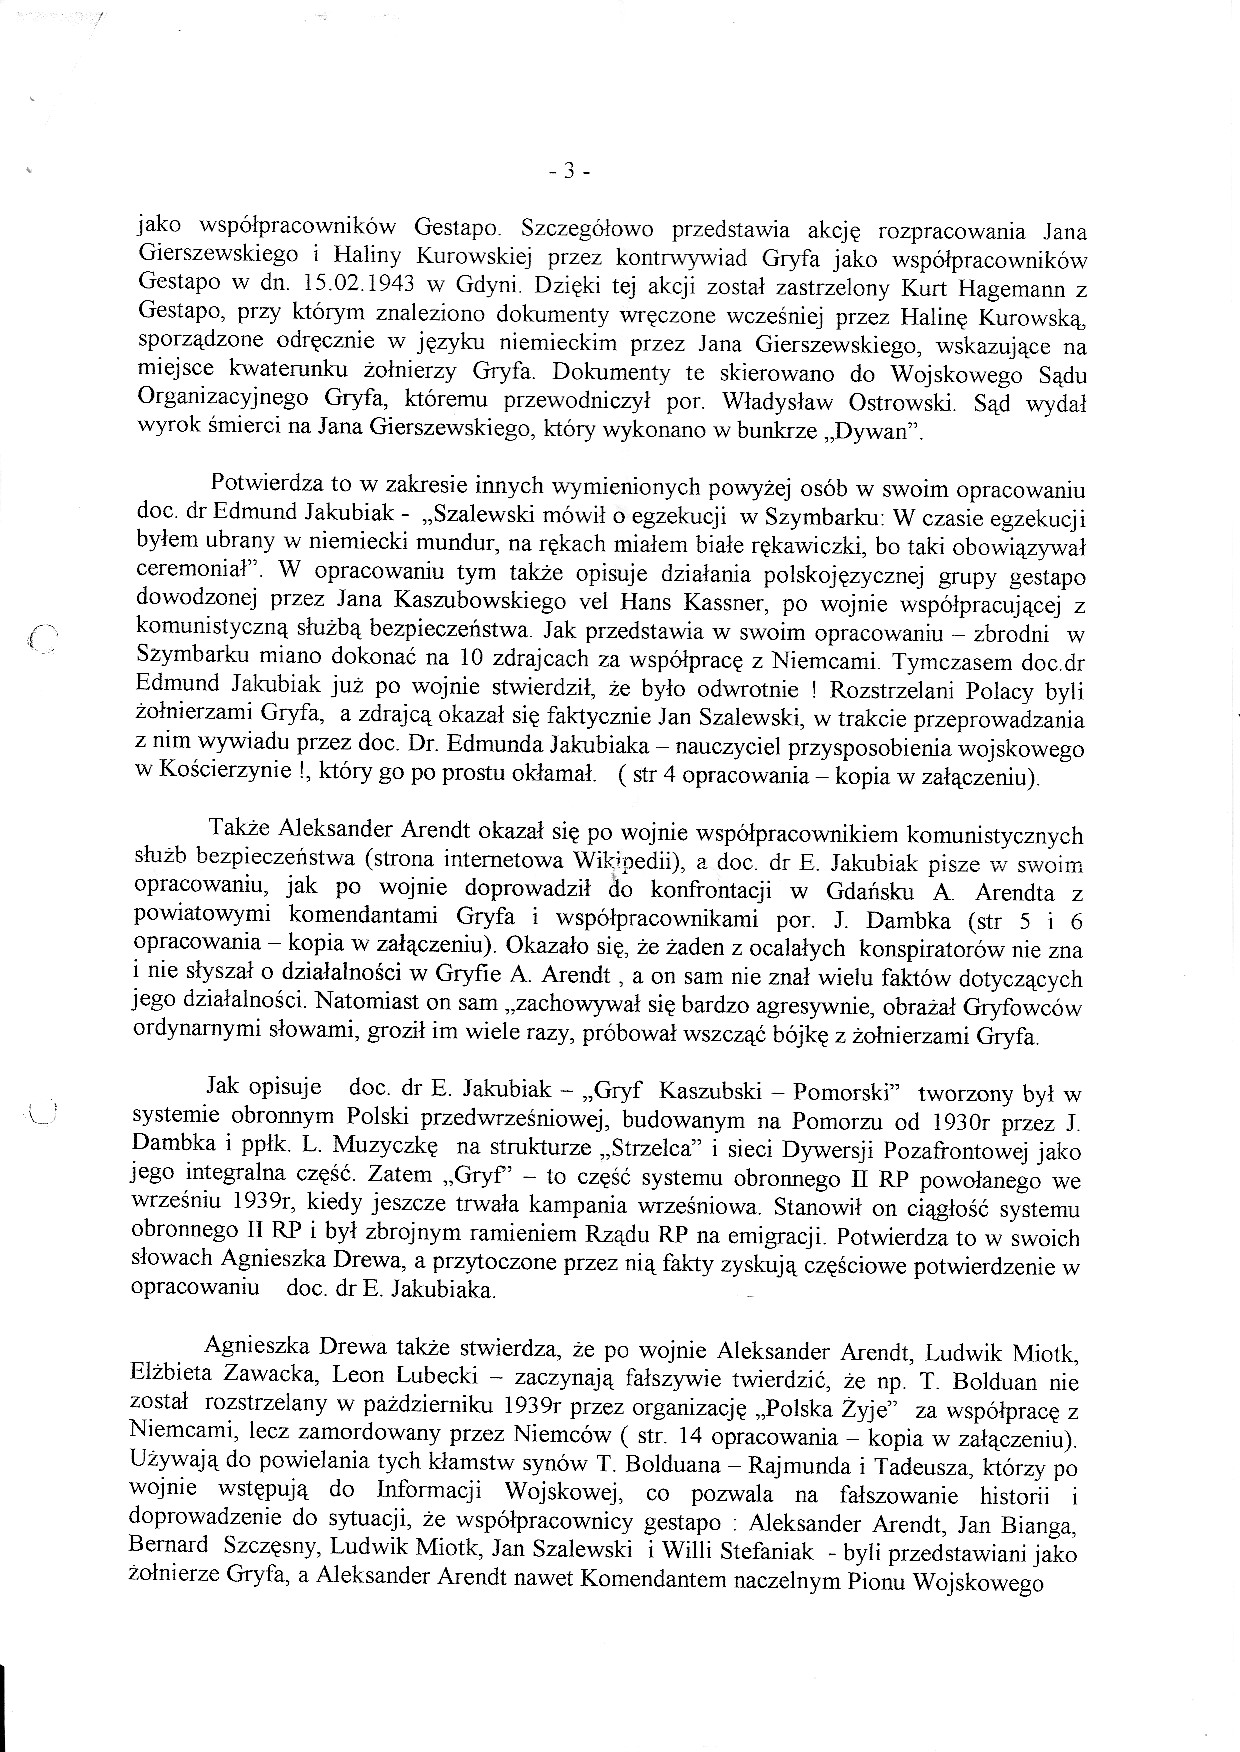 - 3 -
jako współpracowników Gestapo. Szczegółowo przedstawia akcję rozpracowania Jana
Gierszewskiego i Haliny Kurowskiej przez kontrwywiad Gryfa jako współpracowników
Gestapo w dn. 15.02.1943 w Gdyni. Dzięki tej akcji został zastrzelony Kurt Hagemann z
Gestapo, przy którym znaleziono dokumenty wręczone wcześniej przez Halinę Kurowską,
sporządzone odręcznie w języku niemieckim przez Jana Gierszewskiego, wskazujące na
miejsce kwaterunku żołnierzy Gryfa. Dokumenty te skierowano do Wojskowego Sądu
Organizacyjnego Gryfa, któremu przewodniczył por. Władysław Ostrowski. Sąd wydał
wyrok śmierci na Jana Gierszewskiego, który wykonano w bunkrze „Dywan”.
Potwierdza to w zakresie innych wymienionych powyżej osób w swoim opracowaniu
doc. dr Edmund Jakubiak - „Szalewski mówił o egzekucji w Szymbarku: W czasie egzekucji
byłem ubrany w niemiecki mundur, na rękach miałem białe rękawiczki, bo taki obowiązywał
ceremoniał”. W opracowaniu tym także opisuje działania polskojęzycznej grupy gestapo
dowodzonej przez Jana Kaszubowskiego vel Hans Kassner, po wojnie współpracującej z
komunistyczną służbą bezpieczeństwa. Jak przedstawia w swoim opracowaniu – zbrodni w
Szymbarku miano dokonać na 10 zdrajcach za współpracę z Niemcami. Tymczasem doc.dr
Edmund Jakubiak już po wojnie stwierdził, że było odwrotnie ! Rozstrzelani Polacy byli
żołnierzami Gryfa, a zdrajcą okazał się faktycznie Jan Szalewski, w trakcie przeprowadzania
z nim wywiadu przez doc. Dr. Edmunda Jakubiaka – nauczyciel przysposobienia wojskowego
w Kościerzynie !, który go po prostu okłamał. ( str 4 opracowania – kopia w załączeniu).
Także Aleksander Arendt okazał się po wojnie współpracownikiem komunistycznych
służb bezpieczeństwa (strona internetowa Wikipedii), a doc. dr E. Jakubiak pisze w swoim
opracowaniu, jak po wojnie doprowadził do konfrontacji w Gdańsku A. Arendta z
powiatowymi komendantami Gryfa i współpracownikami por. J. Dambka (str 5 i 6
opracowania – kopia w załączeniu). Okazało się, że żaden z ocalałych konspiratorów nie zna
i nie słyszał o działalności w Gryfie A. Arendt , a on sam nie znał wielu faktów dotyczących
jego działalności. Natomiast on sam „zachowywał się bardzo agresywnie, obrażał Gryfowców
ordynarnymi słowami, groził im wiele razy, próbował wszcząć bójkę z żołnierzami Gryfa.
Jak opisuje doc. dr E. Jakubiak – „Gryf Kaszubski – Pomorski” tworzony był w
systemie obronnym Polski przedwrześniowej, budowanym na Pomorzu od 1930r przez J.
Dambka i ppłk. L. Muzyczkę na strukturze „Strzelca” i sieci Dywersji Pozafrontowej jako
jego integralna część. Zatem „Gryf” – to część systemu obronnego II RP powołanego we
wrześniu 1939r, kiedy jeszcze trwała kampania wrześniowa. Stanowił on ciągłość systemu
obronnego II RP i był zbrojnym ramieniem Rządu RP na emigracji. Potwierdza to w swoich
słowach Agnieszka Drewa, a przytoczone przez nią fakty zyskują częściowe potwierdzenie w
opracowaniu doc. dr E. Jakubiaka.
Agnieszka Drewa także stwierdza, że po wojnie Aleksander Arendt, Ludwik Miotk,
Elżbieta Zawacka, Leon Lubecki – zaczynają fałszywie twierdzić, że np. T. Bolduan nie
został rozstrzelany w październiku 1939r przez organizację „Polska Żyje” za współpracę z
Niemcami, lecz zamordowany przez Niemców ( str. 14 opracowania – kopia w załączeniu).
Używają do powielania tych kłamstw synów T. Bolduana – Rajmunda i Tadeusza, którzy po
wojnie wstępują do Informacji Wojskowej, co pozwala na fałszowanie historii i
doprowadzenie do sytuacji, że współpracownicy gestapo : Aleksander Arendt, Jan Bianga,
Bernard Szczęsny, Ludwik Miotk, Jan Szalewski i Willi Stefaniak - byli przedstawiani jako
żołnierze Gryfa, a Aleksander Arendt nawet Komendantem naczelnym Pionu Wojskowego